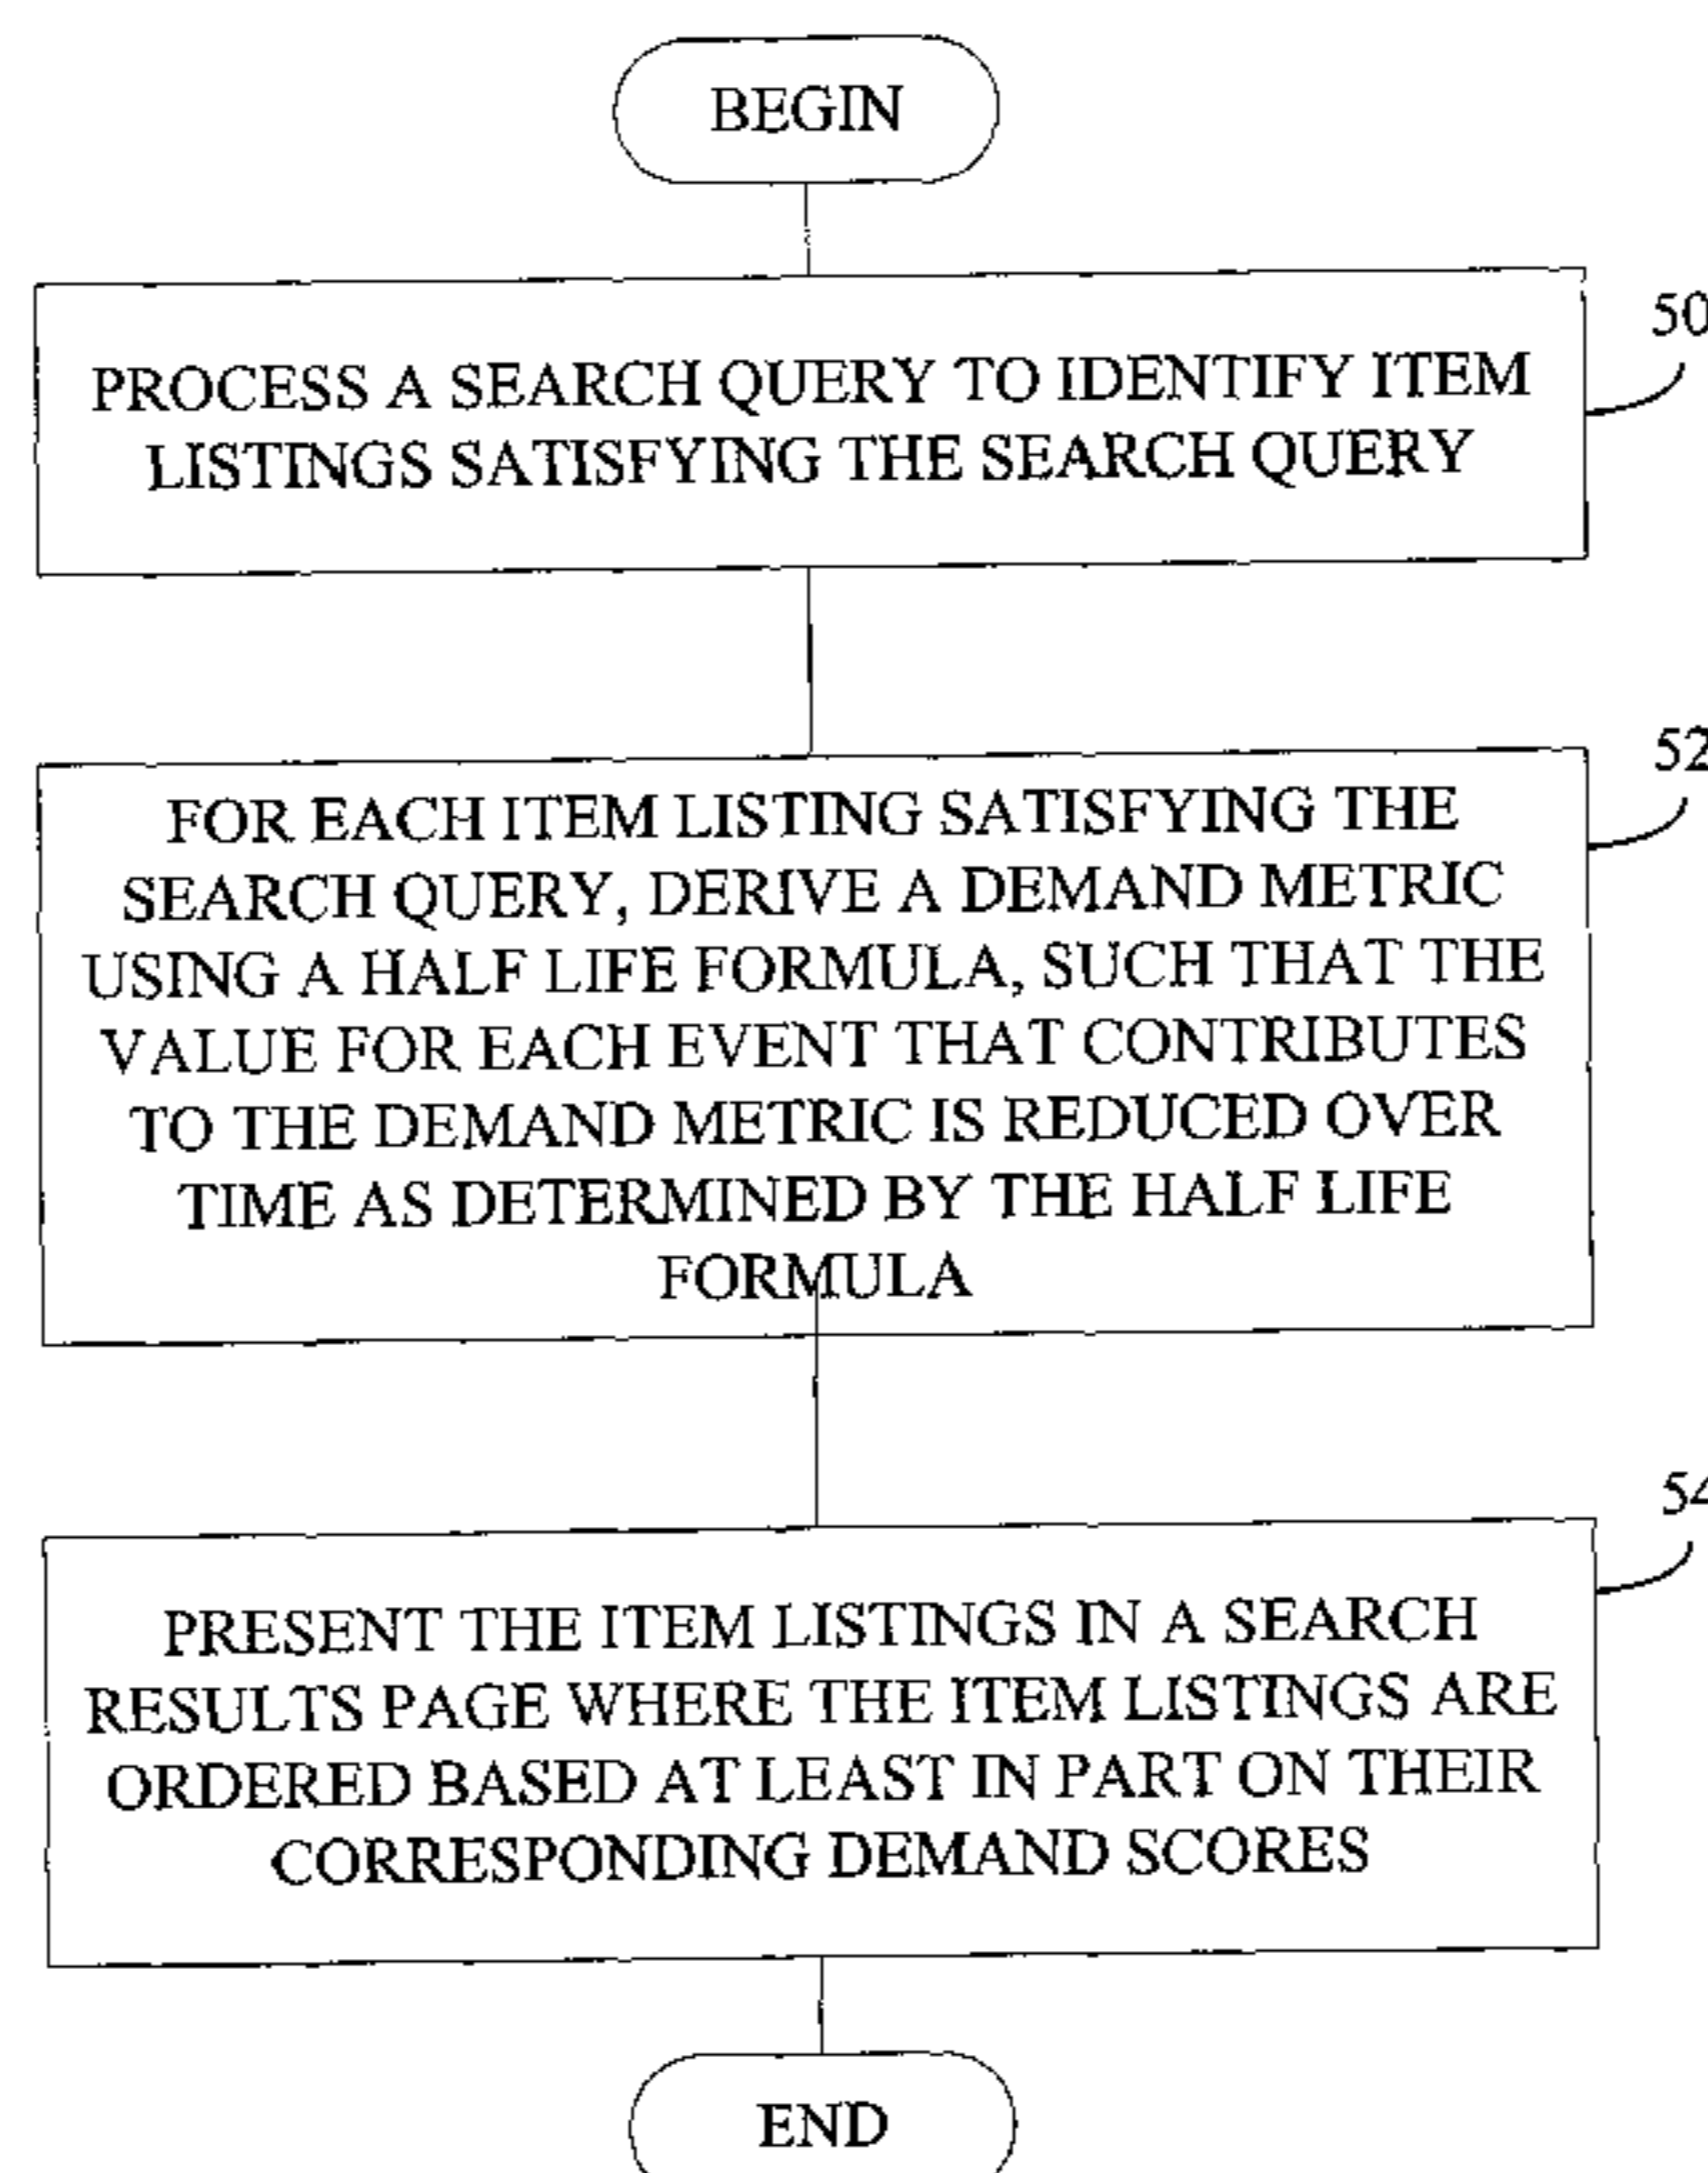 BEGIN
50
PROCESS A SEARCH QUERY TO IDENTIFY ITEM
LISTINGS SATISFYING THE SEARCH QUERY
52
FOR EACH ITEM LISTING SATISFYING THE
SEARCH QUERY, DERIVE A DEMAND METRIC
USING A HALF LIFE FORMULA, SUCH THAT THE
VALUE FOR EACH EVENT THAT CONTRIBUTES
TO THE DEMAND METRIC IS REDUCED OVER
TIME AS DETERMINED BY THE HALF LIFE
FORMULA
54
PRESENT THE ITEM LISTINGS IN A SEARCH
RESULTS PAGE WHERE THE ITEM LISTINGS ARE
ORDERED BASED AT LEAST IN PART ON THEIR
CORRESPONDING DEMAND SCORES
END